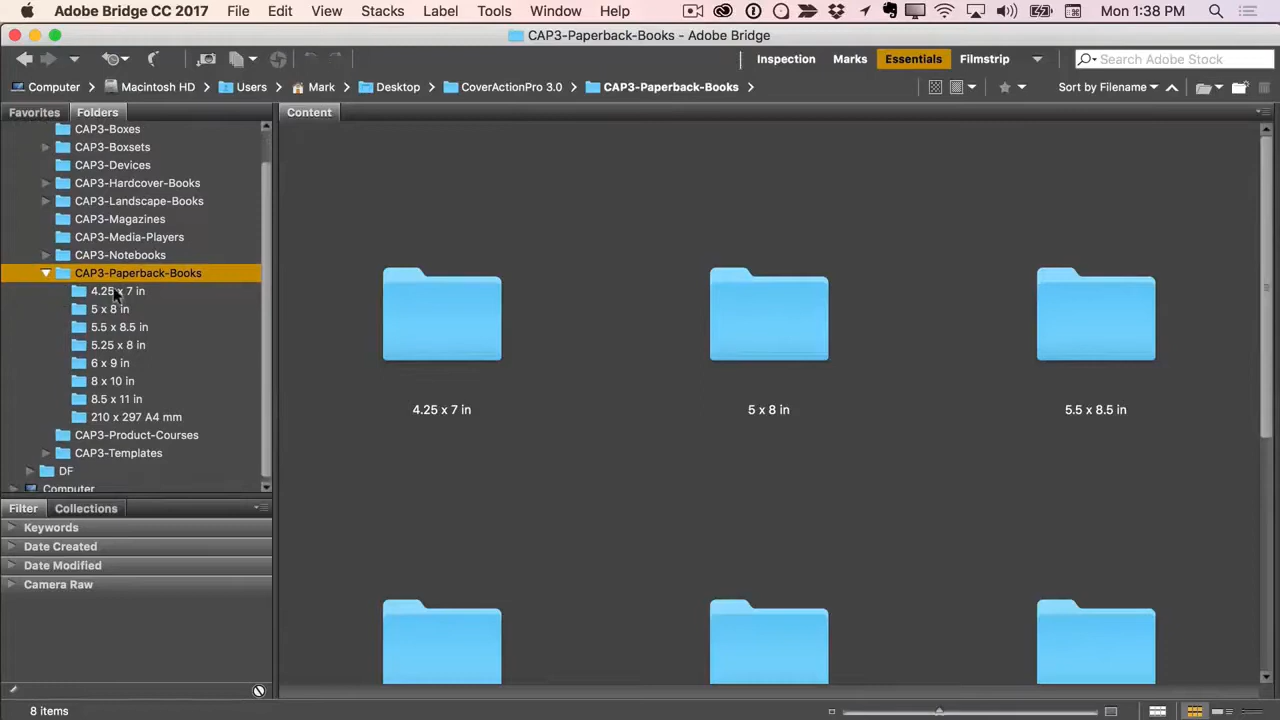 Adobe Bridge CC 2017 File Edit View Stacks Label Tools Window Help Mon 1:38 PM
CAP3-Paperback-Books - Adobe Bridge
Inspection Marks Essentials Filmstrip Search Adobe Stock
Computer Macintosh HD Users Mark Desktop CoverActionPro 3.0 CAP3-Paperback-Books Sort by Filename
Favorites Folders Content
CAP3-Boxes
CAP3-Boxsets
CAP3-Devices
CAP3-Hardcover-Books
CAP3-Landscape-Books
CAP3-Magazines
CAP3-Media-Players
CAP3-Notebooks
CAP3-Paperback-Books
4.25 x 7 in
5 x 8 in
5.5 x 8.5 in
5.25 x 8 in
6 x 9 in
8 x 10 in
8.5 x 11 in
210 x 297 A4 mm
CAP3-Product-Courses
CAP3-Templates
DF
Computer
4.25 x 7 in 5 x 8 in 5.5 x 8.5 in
Filter Collections
Keywords
Date Created
Date Modified
Camera Raw
8 items